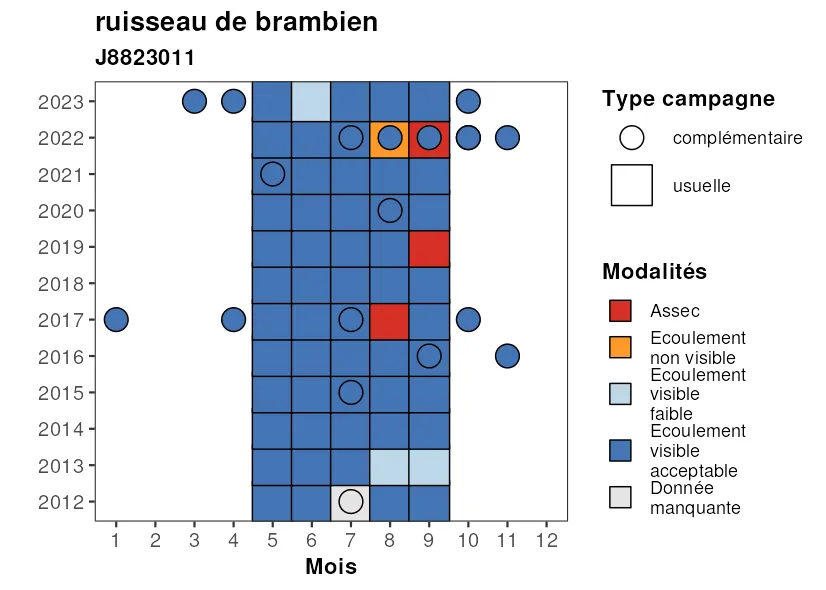 ruisseau de brambien
J8823011
2023
2022
2021
2020
2019
2018
2017
2016
2015
2014
2013
2012
1 2 3 4 5 6 7 8 9 10 11 12
Mois
Type campagne
complémentaire
usuelle
Modalités
Assec
Ecoulement
non visible
Ecoulement
visible
faible
Ecoulement
visible
acceptable
Donnée
manquante